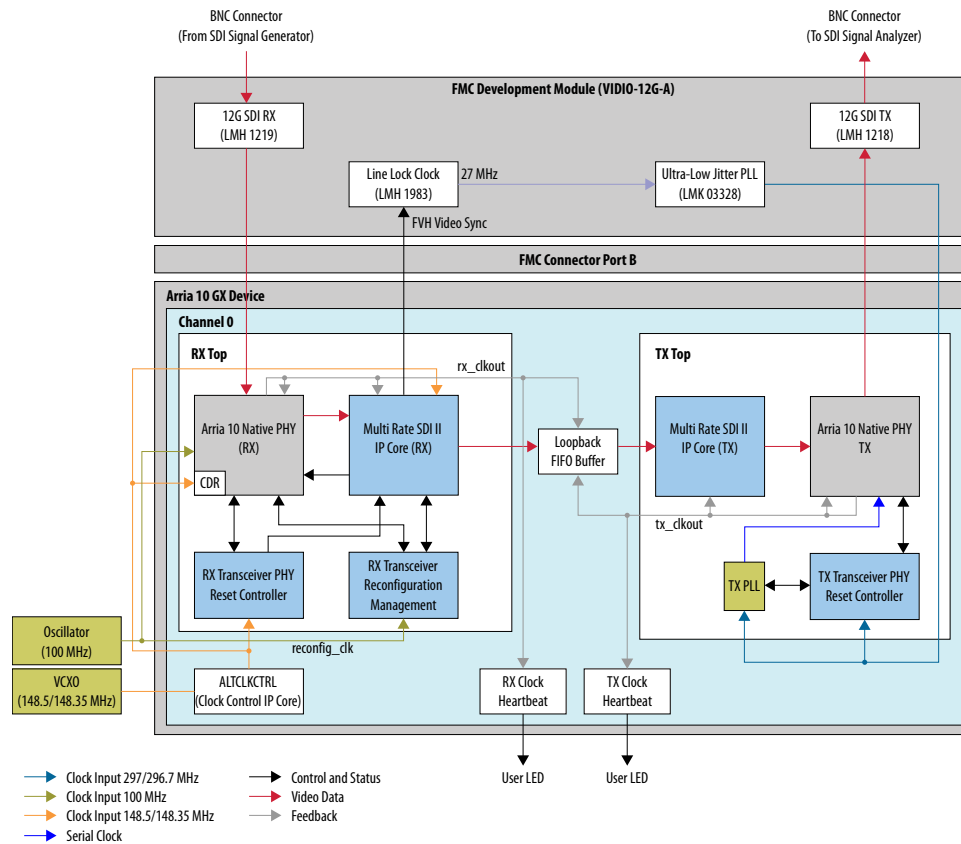 BNC Connector
(From SDI Signal Generator)
BNC Connector
(To SDI Signal Analyzer)
FMC Development Module (VIDIO-12G-A)
12G SDI RX
(LMH 1219)
12G SDI TX
(LMH 1218)
Line Lock Clock
(LMH 1983)
27 MHz
Ultra-Low Jitter PLL
(LMK 03328)
FVH Video Sync
FMC Connector Port B
Arria 10 GX Device
Channel 0
RX Top
rx_clkout
TX Top
Arria 10 Native PHY
(RX)
CDR
Multi Rate SDI II
IP Core (RX)
Loopback
FIFO Buffer
Multi Rate SDI II
IP Core (TX)
Arria 10 Native PHY
TX
tx_clkout
RX Transceiver PHY
Reset Controller
RX Transceiver
Reconfiguration
Management
TX PLL
TX Transceiver PHY
Reset Controller
Oscillator
(100 MHz)
reconfig_clk
VCXO
(148.5/148.35 MHz)
ALTCLKCTRL
(Clock Control IP Core)
RX Clock
Heartbeat
TX Clock
Heartbeat
User LED
User LED
Clock Input 297/296.7 MHz
Clock Input 100 MHz
Clock Input 148.5/148.35 MHz
Serial Clock
Control and Status
Video Data
Feedback